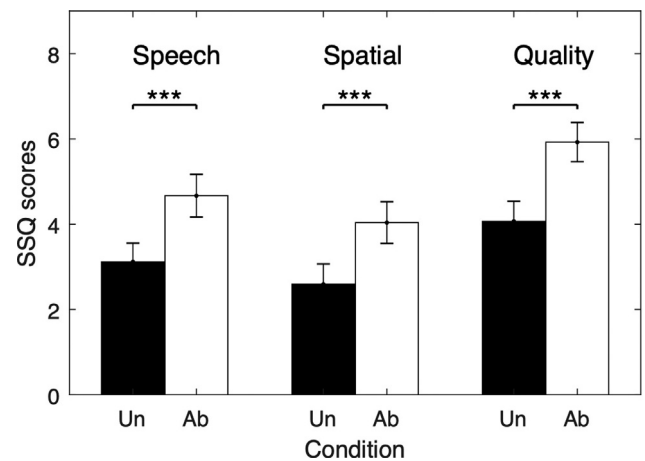 8
Speech Spatial Quality
*** *** ***
6
SSQ scores
4
2
0
Un Ab Un Ab Un Ab
Condition